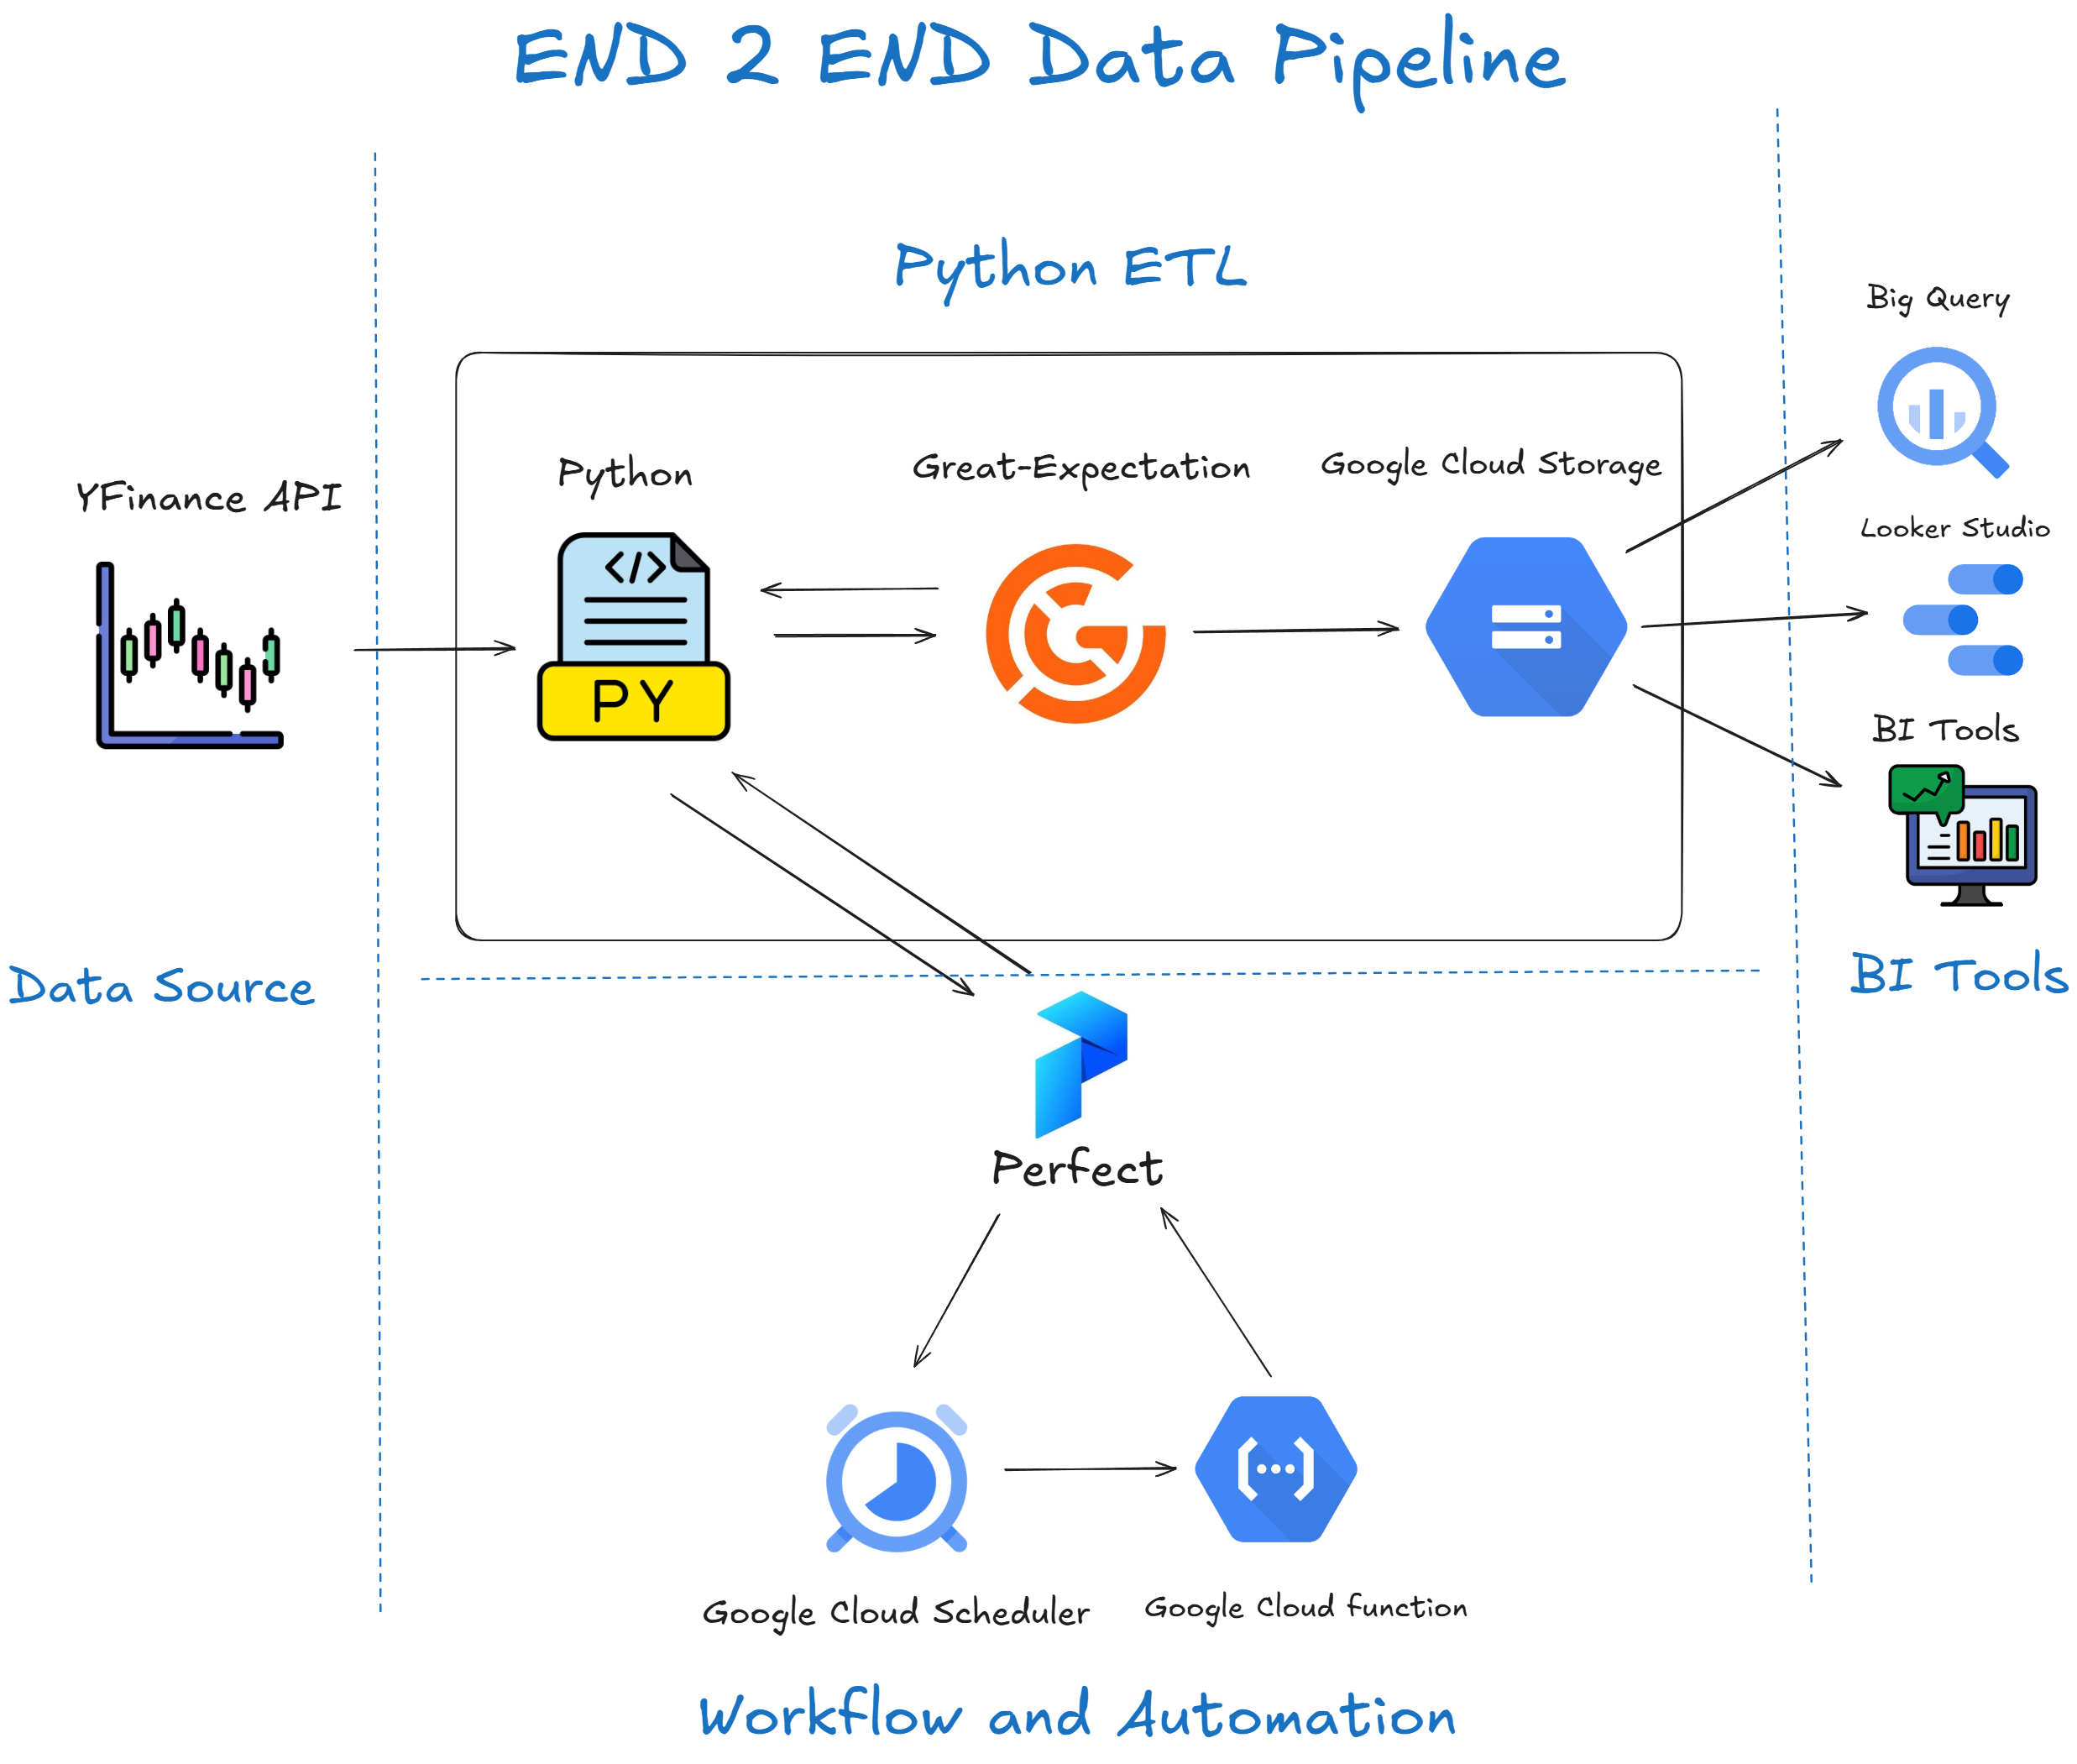 END 2 END Data Pipeline
Python ETL
Big Query
Python
Great-Expectation
Google Cloud Storage
YFinance API
Looker Studio
PY
BI Tools
Data Source
BI Tools
Perfect
Google Cloud Scheduler
Google Cloud function
Workflow and Automation